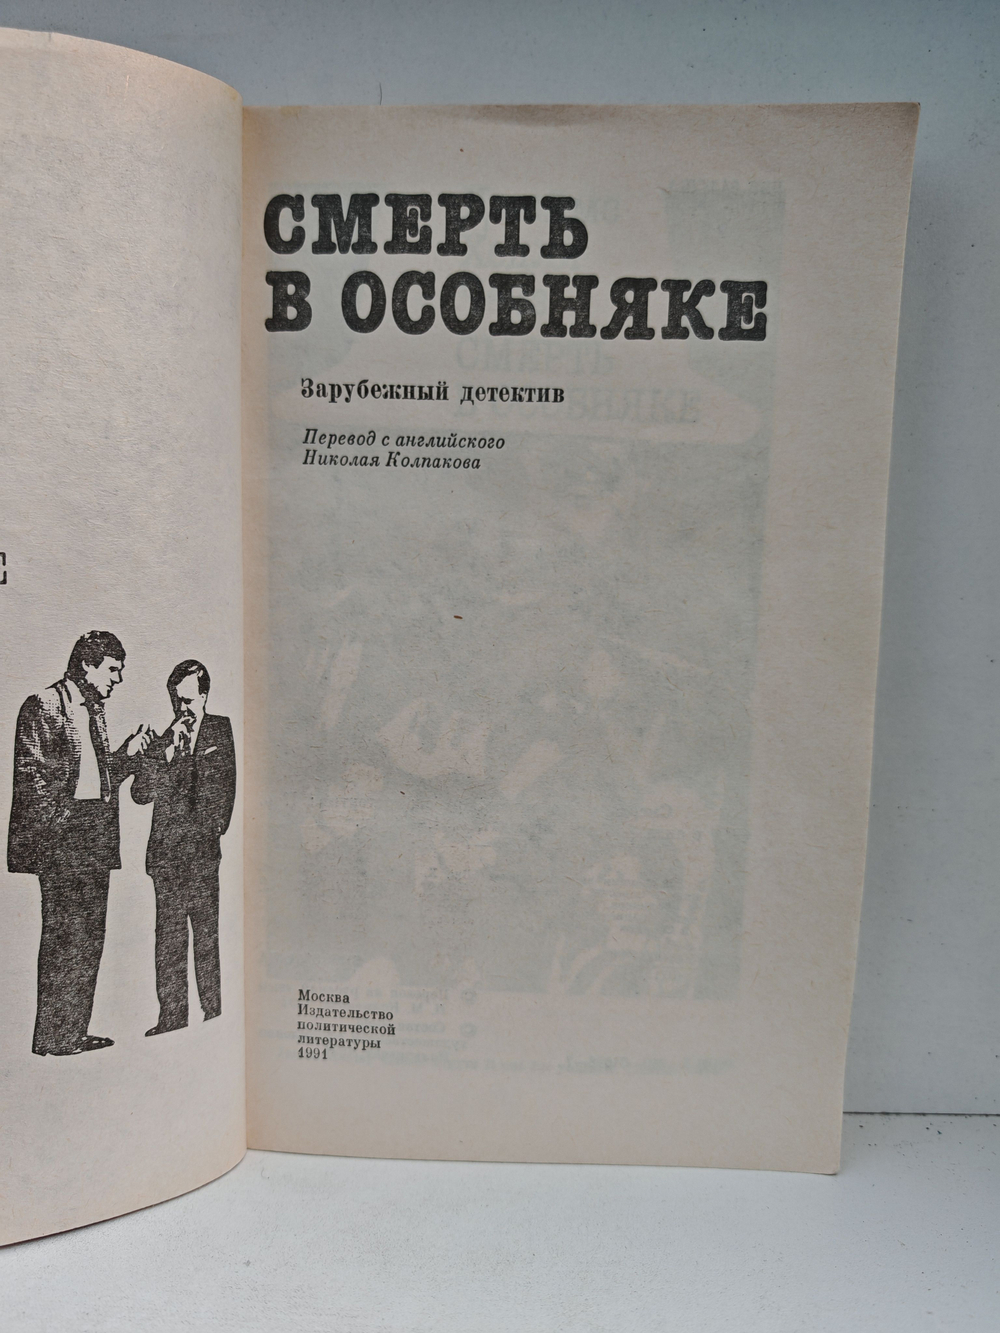 СМЕРТЬ
В ОСОБНЯКЕ
Зарубежный детектив
Перевод с английского
Николая Колпакова
Москва
Издательство
политической
литературы
1991